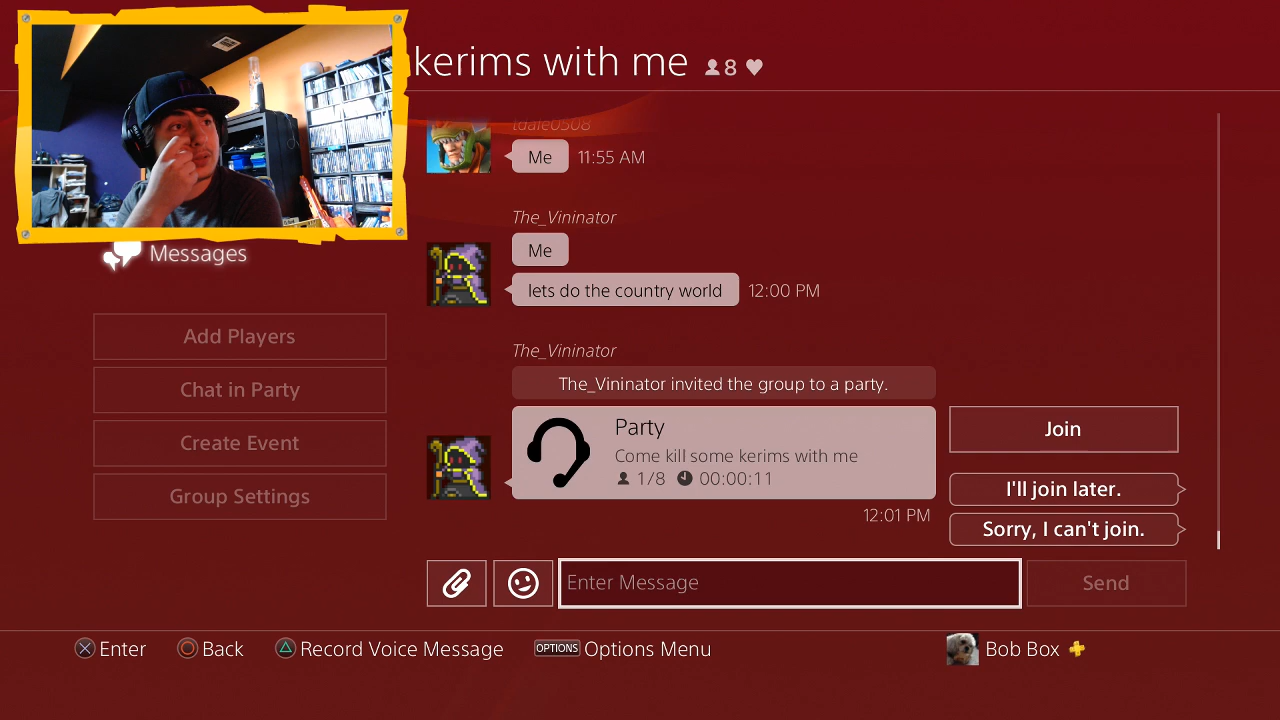 kerims with me 8
tdale0508
Me 11:55 AM
The_Vininator
Me
lets do the country world 12:00 PM
Messages
Add Players
Chat in Party
Create Event
Group Settings
The_Vininator
The_Vininator invited the group to a party.
Party
Come kill some kerims with me
1/8 00:00:11
12:01 PM
Join
I'll join later.
Sorry, I can't join.
Enter Message
Send
Enter Back Record Voice Message OPTIONS Options Menu Bob Box